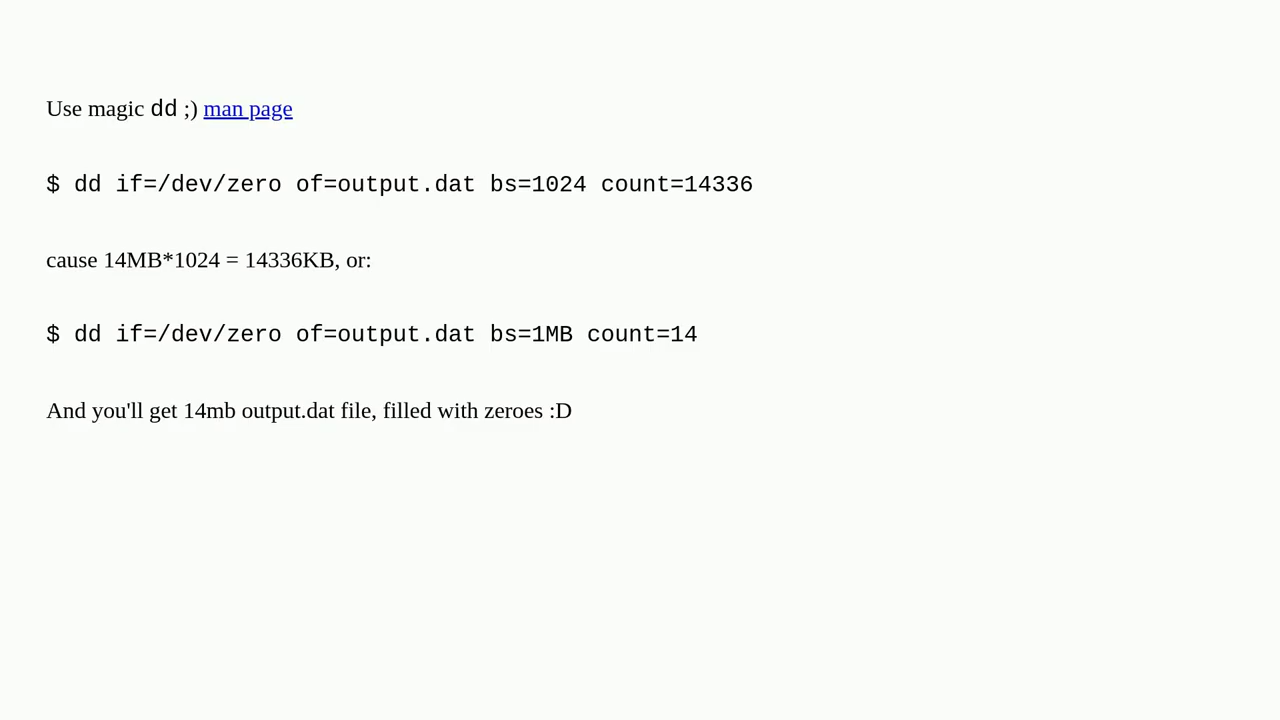 Use magic dd ;) man page
$ dd if=/dev/zero of=output.dat bs=1024 count=14336
cause 14MB*1024 = 14336KB, or:
$ dd if=/dev/zero of=output.dat bs=1MB count=14
And you'll get 14mb output.dat file, filled with zeroes :D